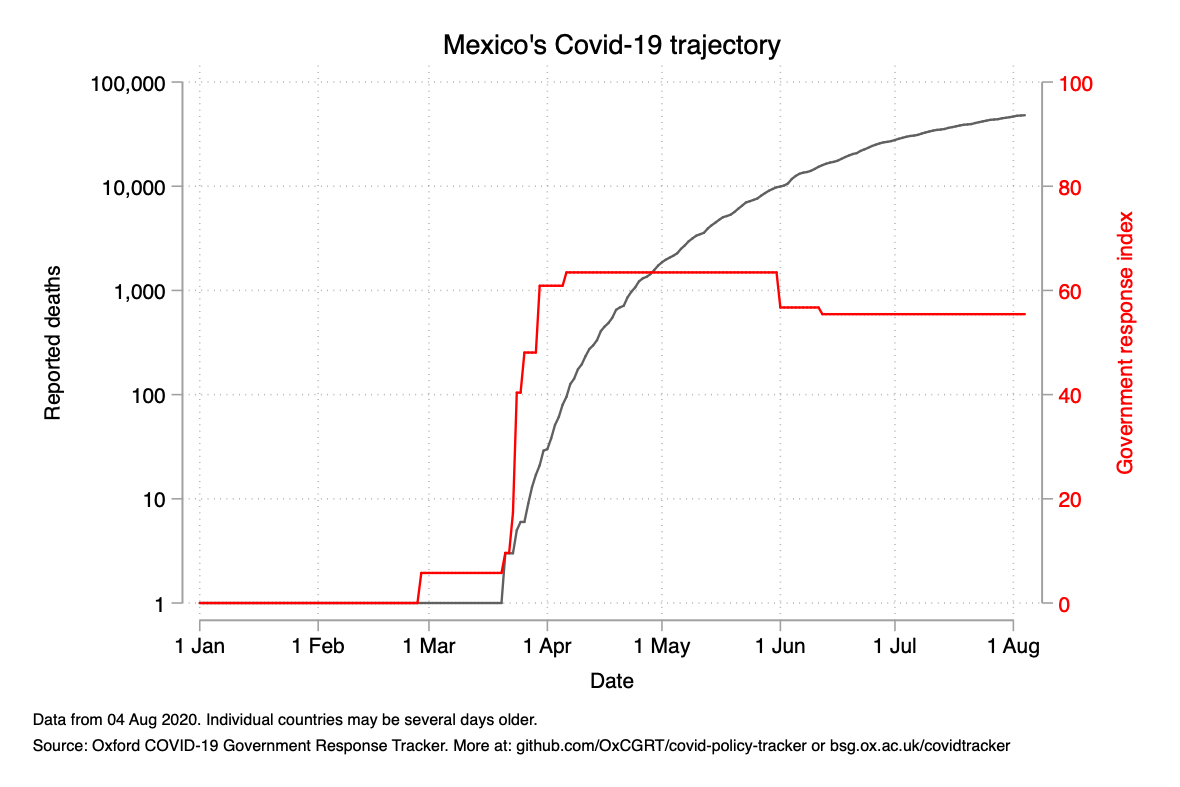 Mexico's Covid-19 trajectory
100,000
10,000
1,000
100
10
1
Reported deaths
100
80
60
40
20
0
Government response index
1 Jan 1 Feb 1 Mar 1 Apr 1 May 1 Jun 1 Jul 1 Aug
Date
Data from 04 Aug 2020. Individual countries may be several days older.
Source: Oxford COVID-19 Government Response Tracker. More at: github.com/OxCGRT/covid-policy-tracker or bsg.ox.ac.uk/covidtracker